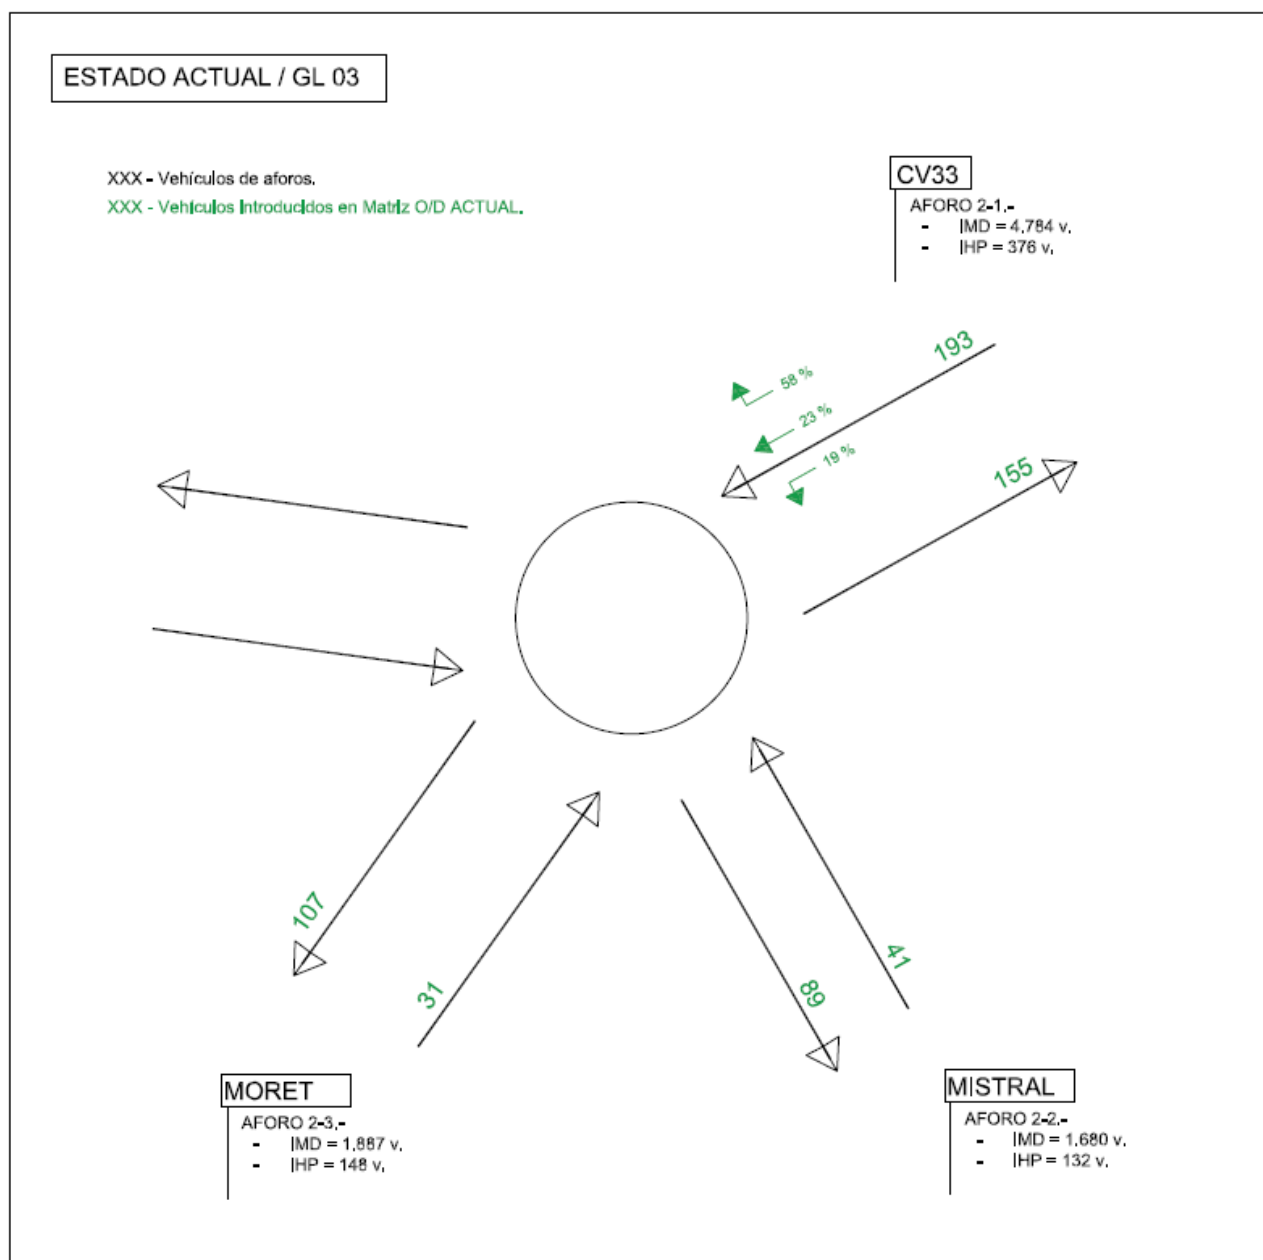 ESTADO ACTUAL / GL 03
XXX - Vehículos de aforos.
XXX - Vehículos Introducidos en Matriz O/D ACTUAL.
CV33
AFORO 2-1.-
- IMD = 4.784 v.
- IHP = 376 v.
193
58 %
23 %
19 %
155
107
31
89
41
MORET
AFORO 2-3.-
- IMD = 1.887 v.
- IHP = 148 v.
MISTRAL
AFORO 2-2.-
- IMD = 1.680 v.
- IHP = 132 v.